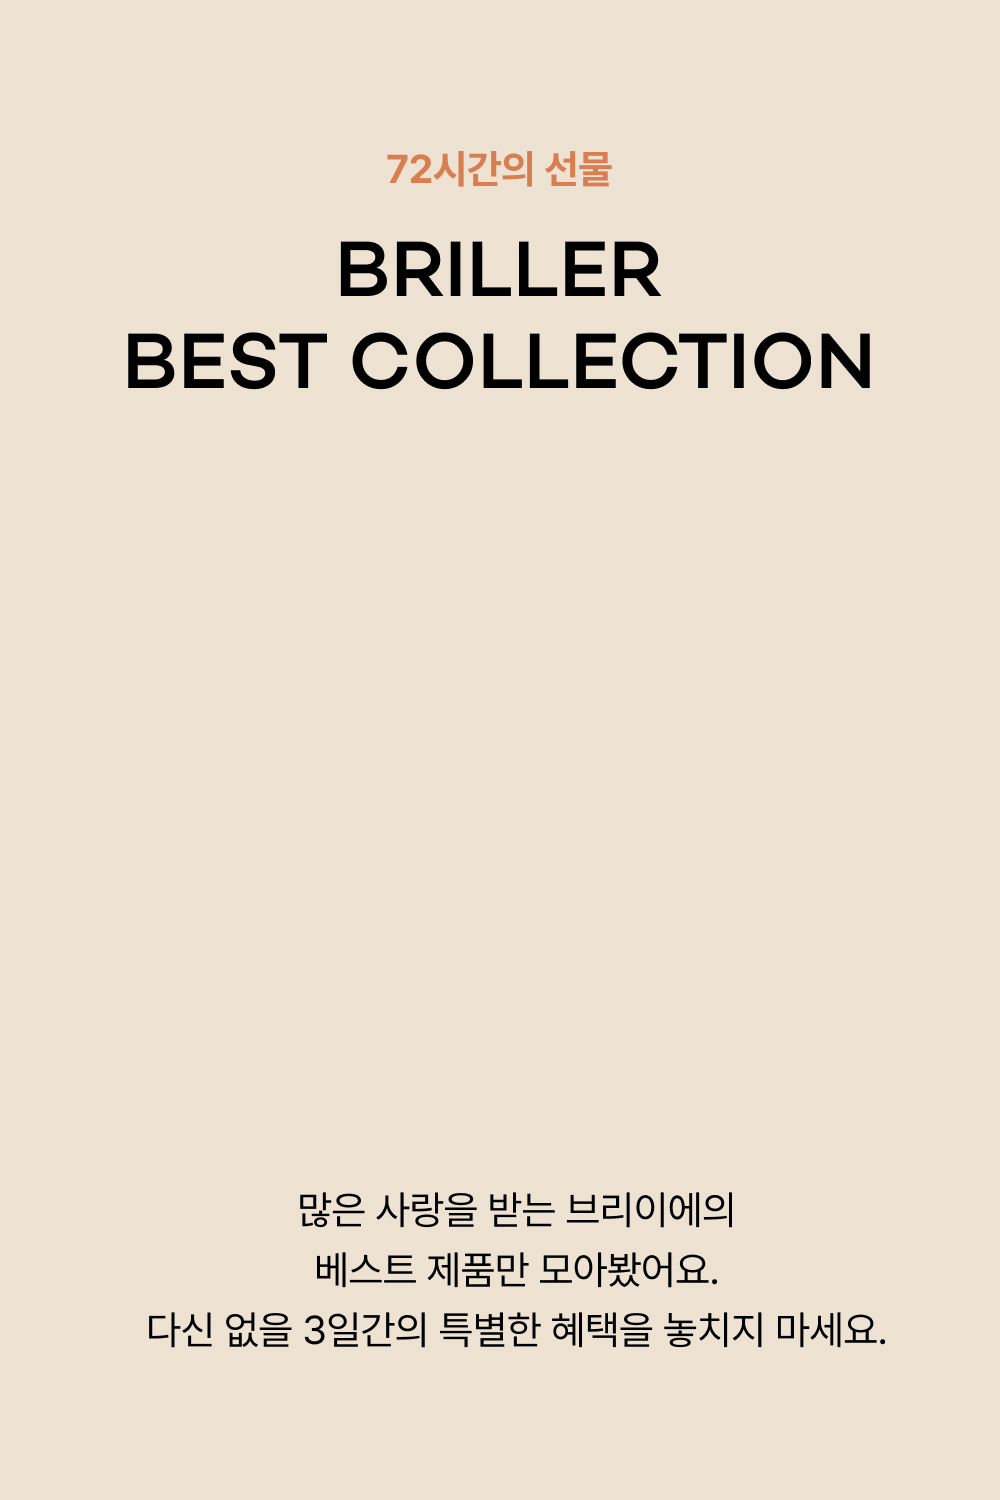 72시간의 선물
BRILLER
BEST COLLECTION
많은 사랑을 받는 브리이에의
베스트 제품만 모아봤어요.
다신 없을 3일간의 특별한 혜택을 놓치지 마세요.